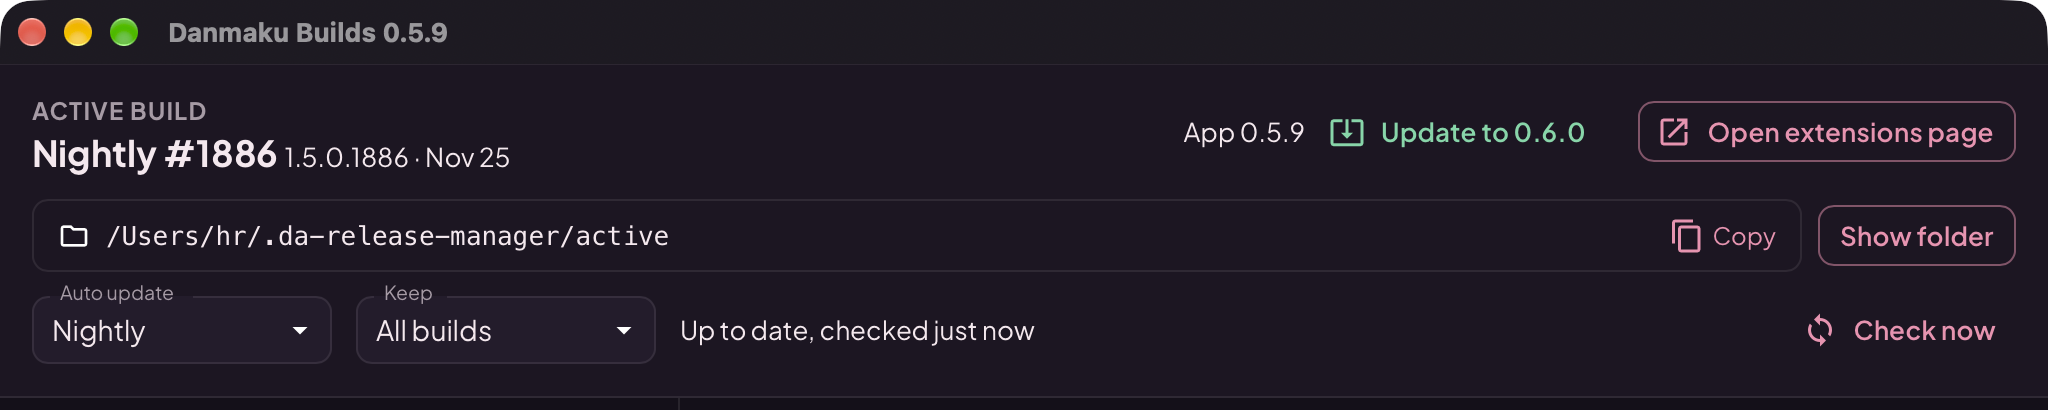 Danmaku Builds 0.5.9
ACTIVE BUILD
Nightly #1886 1.5.0.1886 · Nov 25
App 0.5.9 Update to 0.6.0 Open extensions page
/Users/hr/.da-release-manager/active Copy Show folder
Auto update Keep
Nightly All builds Up to date, checked just now Check now